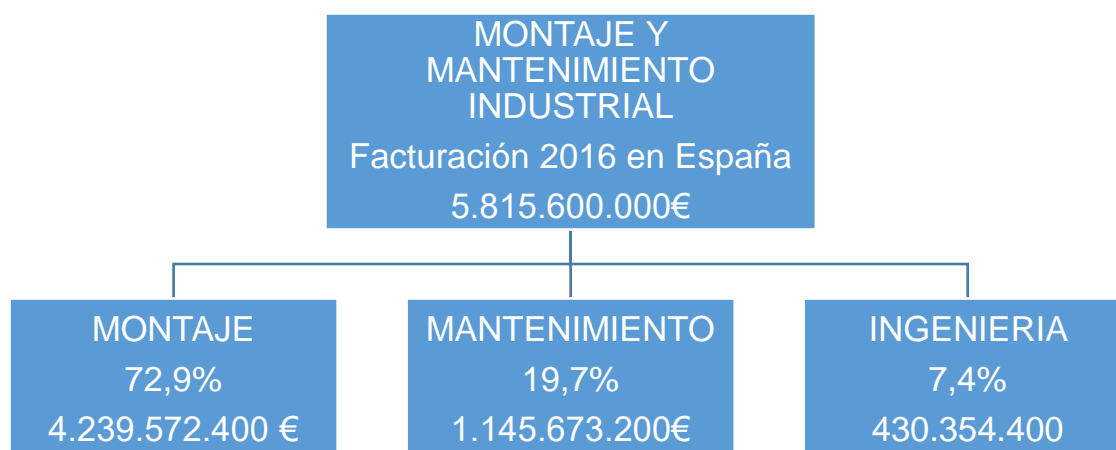 MONTAJE Y
MANTENIMIENTO
INDUSTRIAL
Facturación 2016 en España
5.815.600.000€
MONTAJE
72,9%
4.239.572.400 €
MANTENIMIENTO
19,7%
1.145.673.200€
INGENIERIA
7,4%
430.354.400